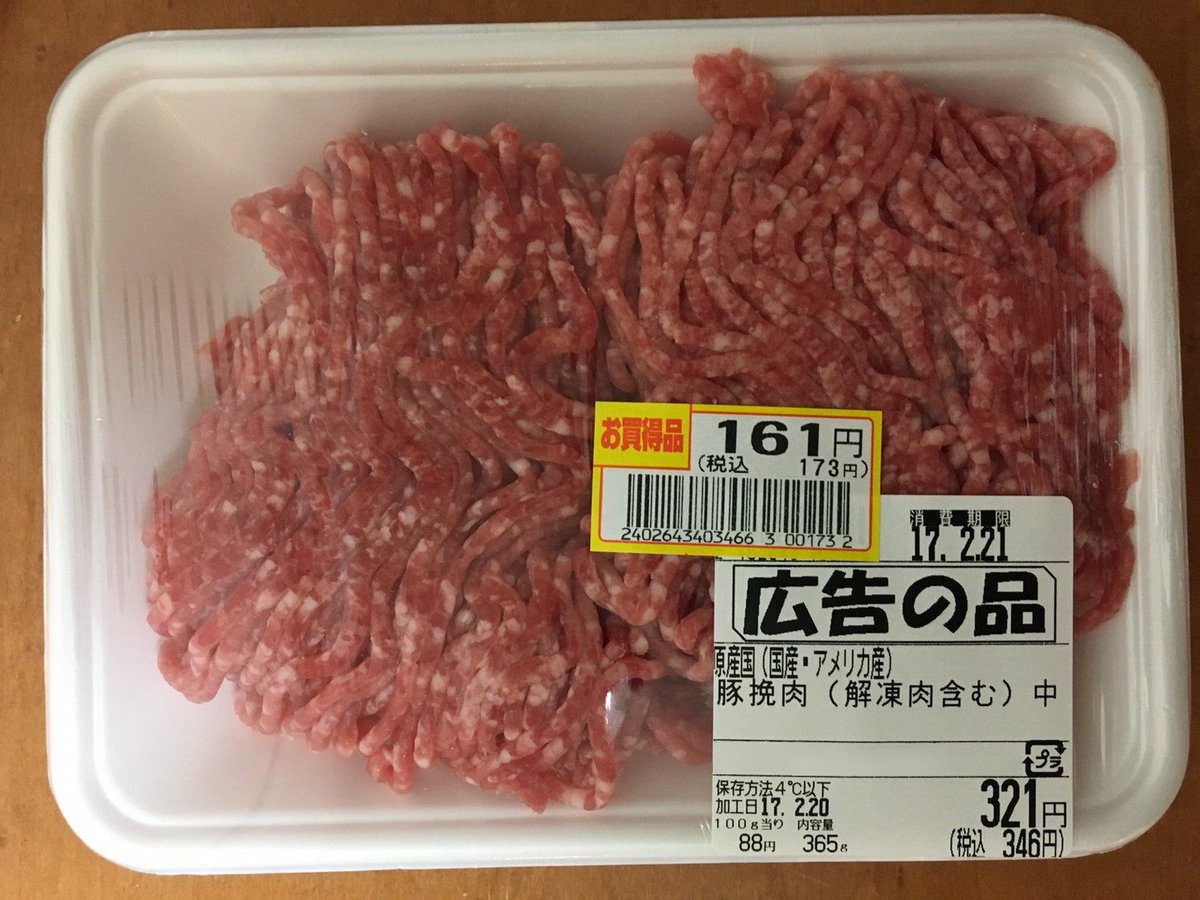 お買得品 161円
(税込 173円)
2402643403466 3 00173 2
消費期限
17. 2.21
広告の品
原産国(国産・アメリカ産)
豚挽肉(解凍肉含む)中
プラ
保存方法4℃以下
加工日17. 2.20
100g当り 内容量
88円 365g
321円
(税込 346円)